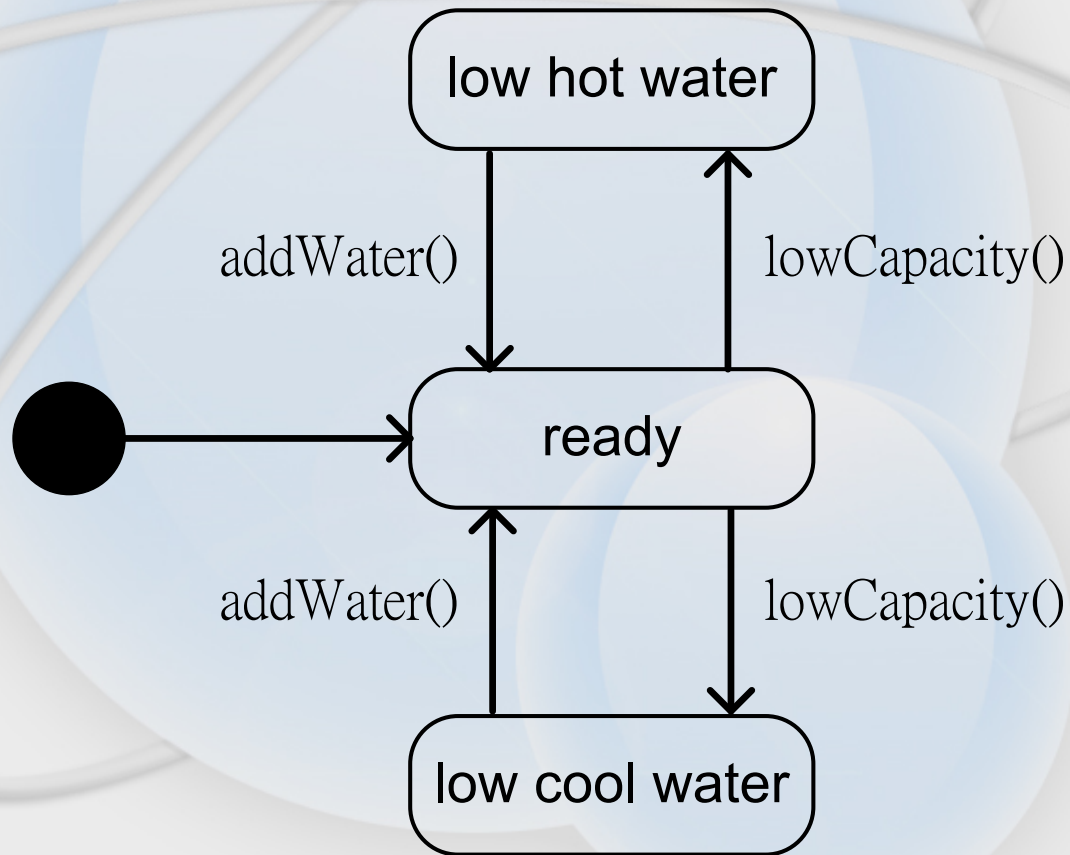 low hot water
addWater()
lowCapacity()
ready
addWater()
lowCapacity()
low cool water